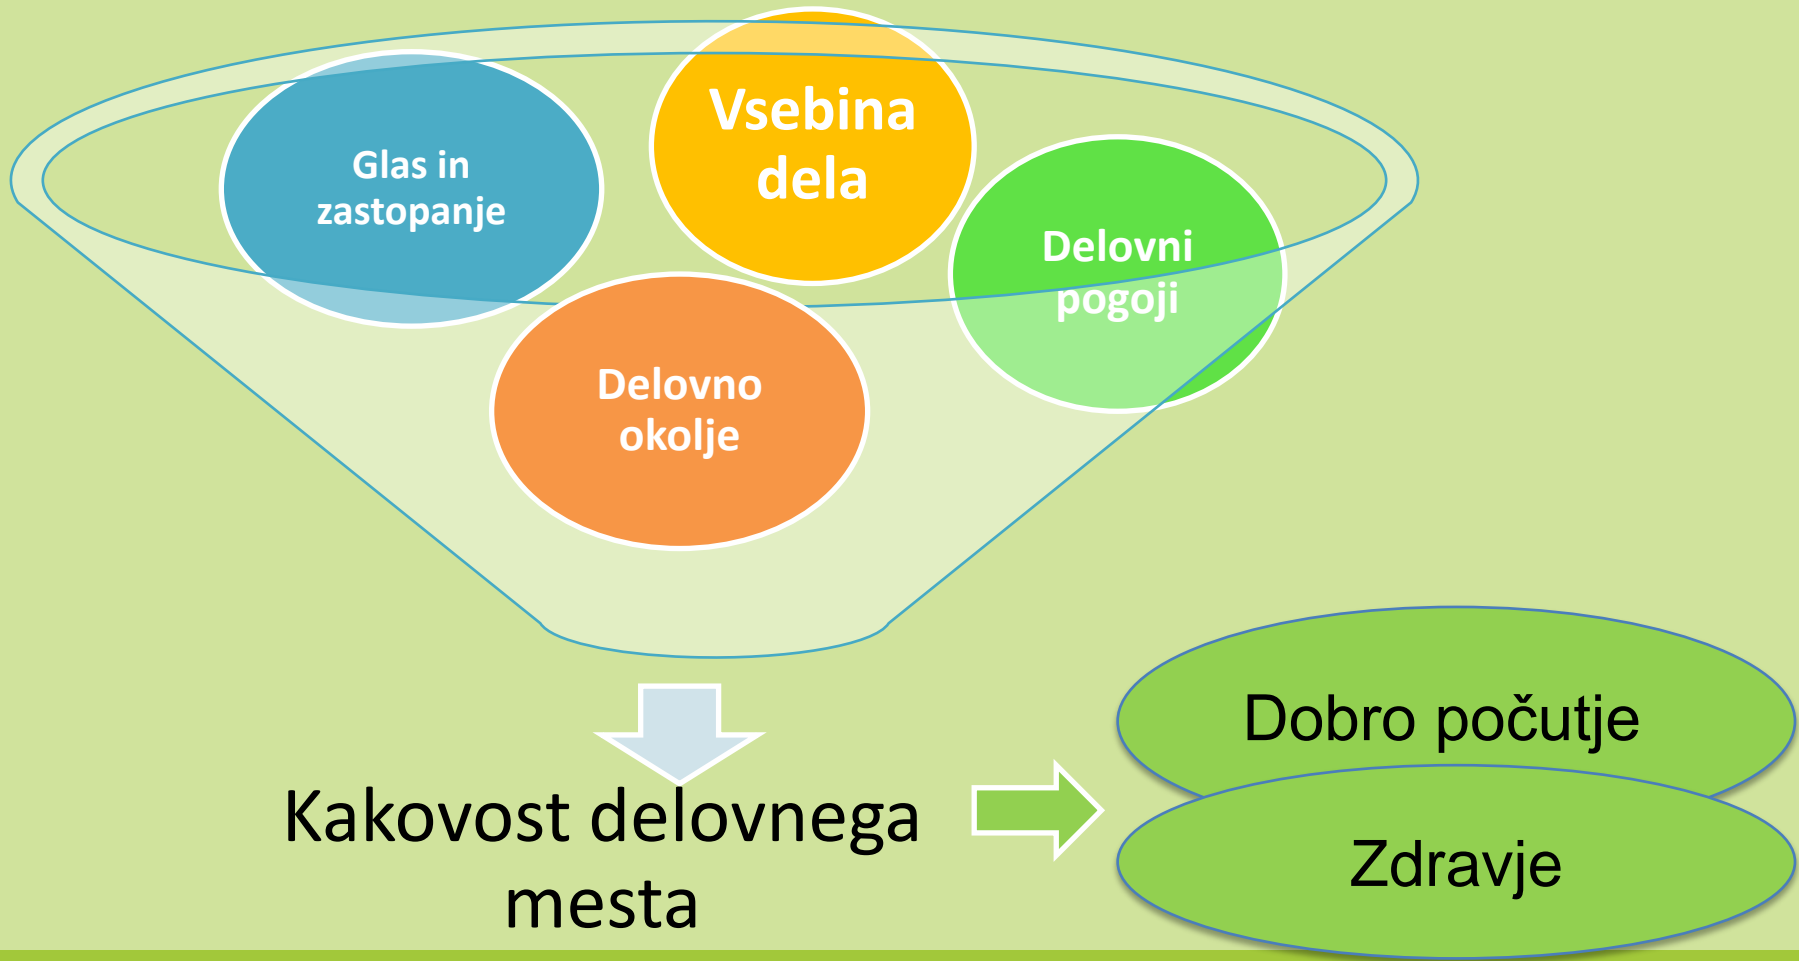 Glas in
zastopanje
Vsebina
dela
Delovni
pogoji
Delovno
okolje
Kakovost delovnega
mesta
Dobro počutje
Zdravje